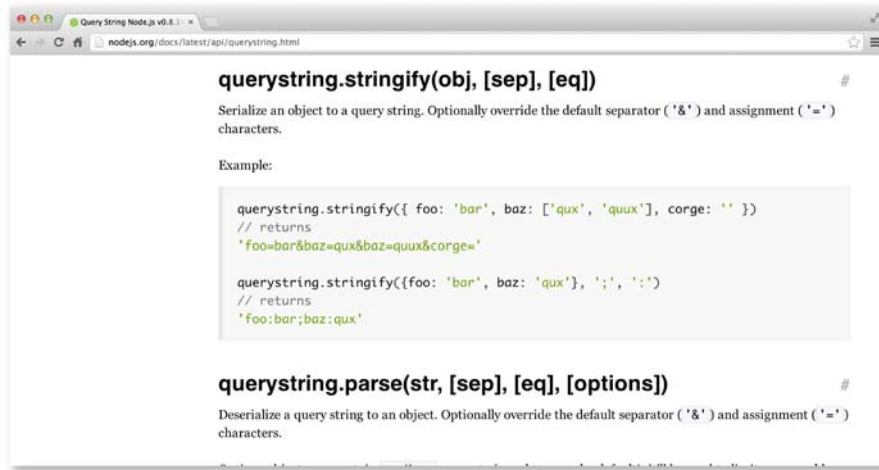 Query String Node.js v0.8.1
nodejs.org/docs/latest/api/querystring.html
querystring.stringify(obj, [sep], [eq])
#
Serialize an object to a query string. Optionally override the default separator ( '&' ) and assignment ( '=' )
characters.
Example:
querystring.stringify({ foo: 'bar', baz: ['qux', 'quux'], corge: '' })
// returns
'foo=bar&baz=qux&baz=quux&corge='
querystring.stringify({foo: 'bar', baz: 'qux'}, ';', ':')
// returns
'foo:bar;baz:qux'
querystring.parse(str, [sep], [eq], [options])
#
Deserialize a query string to an object. Optionally override the default separator ( '&' ) and assignment ( '=' )
characters.